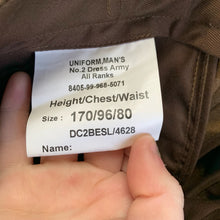 UNIFORM,MAN'S
No.2 Dress Army
All Ranks
8405-99-968-5071
Height/Chest/Waist
Size : 170/96/80
DC2BESL/4628
Name: